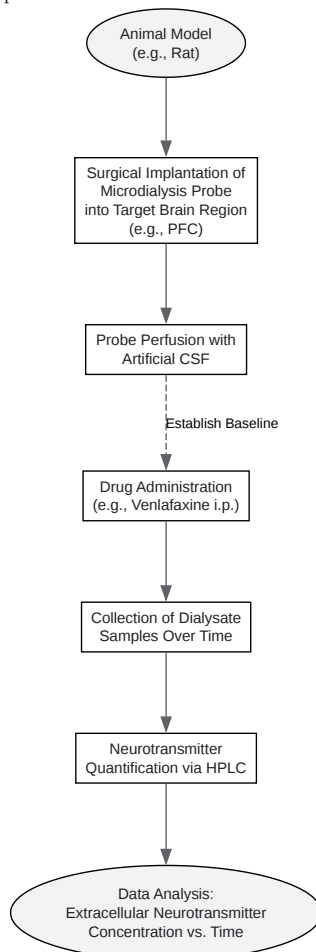 Animal Model
(e.g., Rat)
Surgical Implantation of
Microdialysis Probe
into Target Brain Region
(e.g., PFC)
Probe Perfusion with
Artificial CSF
Establish Baseline
Drug Administration
(e.g., Venlafaxine i.p.)
Collection of Dialysate
Samples Over Time
Neurotransmitter
Quantification via HPLC
Data Analysis:
Extracellular Neurotransmitter
Concentration vs. Time